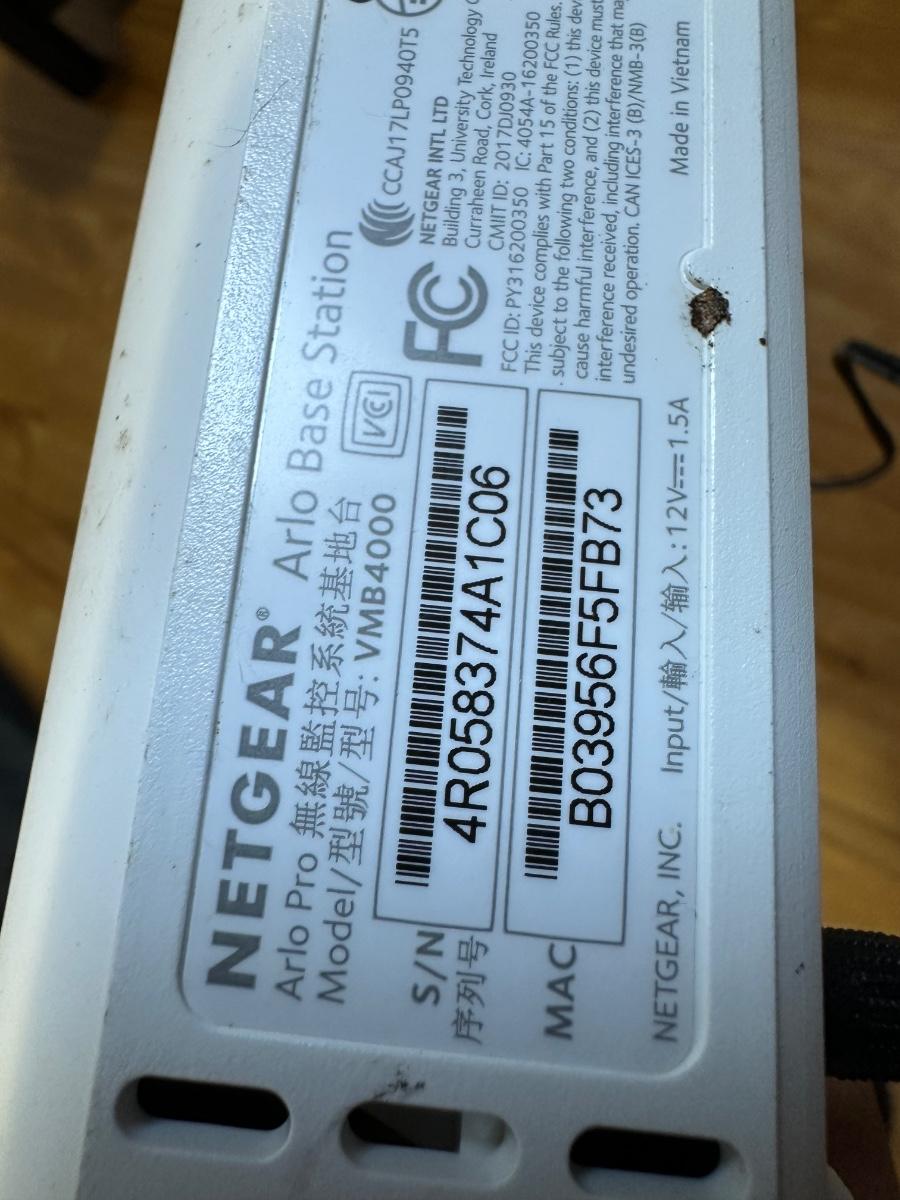 NETGEAR® Arlo Base Station
Arlo Pro 無線監控系統基地台
Model/型號/型号: VMB4000
VCI
S/N
序列号
4R058374A1C06
MAC
B03956F5FB73
NETGEAR, INC.
Input/輸入/输入: 12V⎓1.5A
FC
CCAJ17LP0940T5
NETGEAR INTL LTD
Building 3, University Technology
Curraheen Road, Cork, Ireland
CMIIT ID: 2017DJ0930
FCC ID: PY316200350 IC: 4054A-16200350
This device complies with Part 15 of the FCC Rules.
subject to the following two conditions: (1) this
cause harmful interference, and (2) this device must
interference received, including interference that
undesired operation. CAN ICES-3 (B)/NMB-3(B)
Made in Vietnam